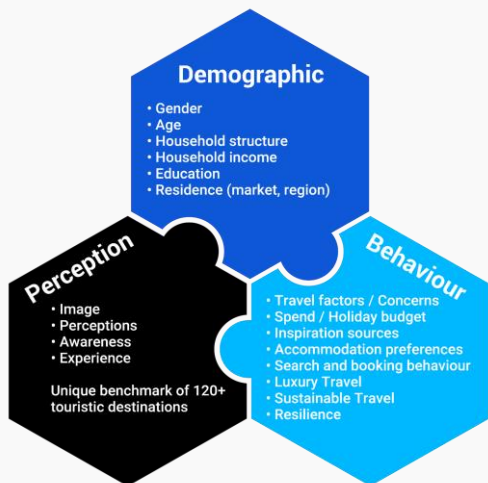 Demographic
• Gender
• Age
• Household structure
• Household income
• Education
• Residence (market, region)
Perception
• Image
• Perceptions
• Awareness
• Experience
Unique benchmark of 120+
touristic destinations
Behaviour
• Travel factors / Concerns
• Spend / Holiday budget
• Inspiration sources
• Accommodation preferences
• Search and booking behaviour
• Luxury Travel
• Sustainable Travel
• Resilience